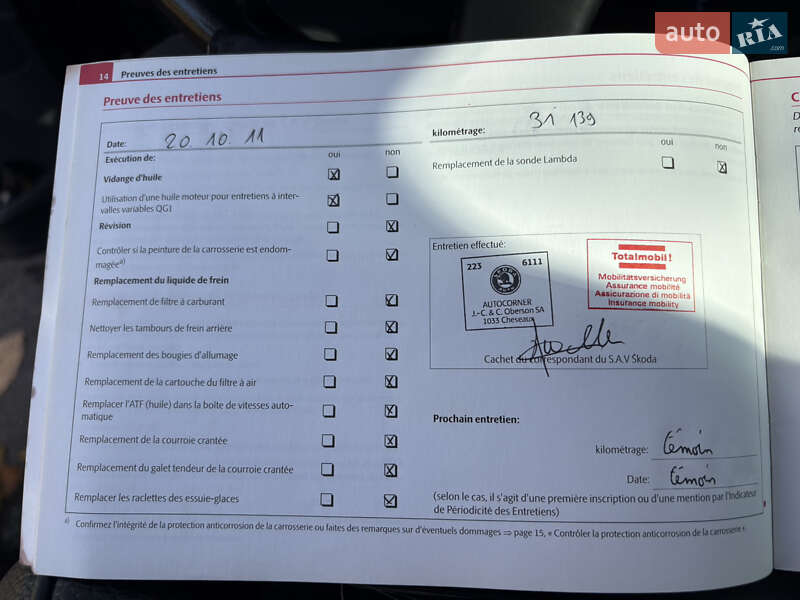 auto RIA .com
14 Preuves des entretiens
Preuve des entretiens
Date: 20 10. 11
kilométrage: 31 139
Exécution de: oui non
oui non
Vidange d'huile
Remplacement de la sonde Lambda
Utilisation d'une huile moteur pour entretiens à inter-
valles variables QG1
Révision
Contrôler si la peinture de la carrosserie est endom-
magée a)
Remplacement du liquide de frein
Remplacement de filtre à carburant
Nettoyer les tambours de frein arrière
Remplacement des bougies d'allumage
Remplacement de la cartouche du filtre à air
Remplacer l'ATF (huile) dans la boîte de vitesses auto-
matique
Remplacement de la courroie crantée
Remplacement du galet tendeur de la courroie crantée
Remplacer les raclettes des essuie-glaces
Entretien effectué:
223 6111
AUTOCORNER
J.-C. & C. Oberson SA
1033 Cheseaux
Totalmobil!
Mobilitätsversicherung
Assurance mobilité
Assicurazione di mobilità
Insurance mobility
Cachet du correspondant du S.A.V Škoda
Prochain entretien:
kilométrage: témoin
Date: témoin
(selon le cas, il s'agit d'une première inscription ou d'une mention par l'Indicateur
de Périodicité des Entretiens)
a) Confirmez l'intégrité de la protection anticorrosion de la carrosserie ou faites des remarques sur d'éventuels dommages ⇒ page 15, « Contrôler la protection anticorrosion de la carrosserie ».